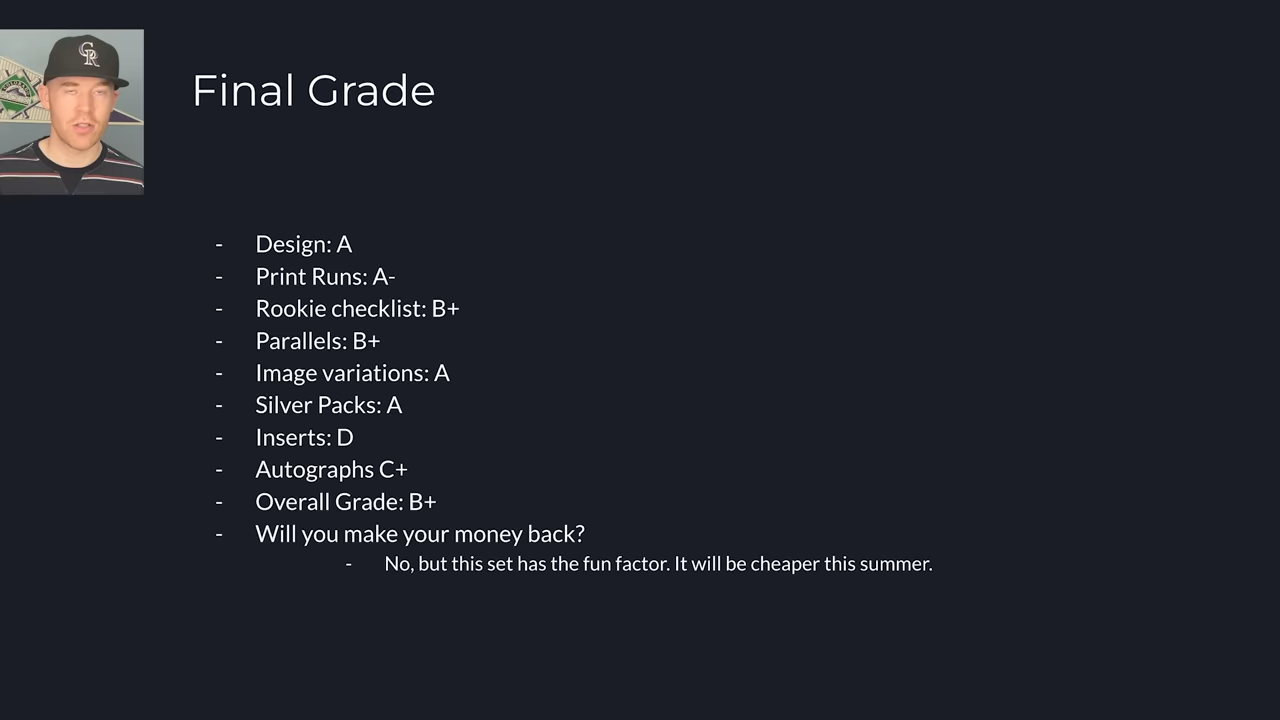 CR
Final Grade
- Design: A
- Print Runs: A-
- Rookie checklist: B+
- Parallels: B+
- Image variations: A
- Silver Packs: A
- Inserts: D
- Autographs C+
- Overall Grade: B+
- Will you make your money back?
- No, but this set has the fun factor. It will be cheaper this summer.